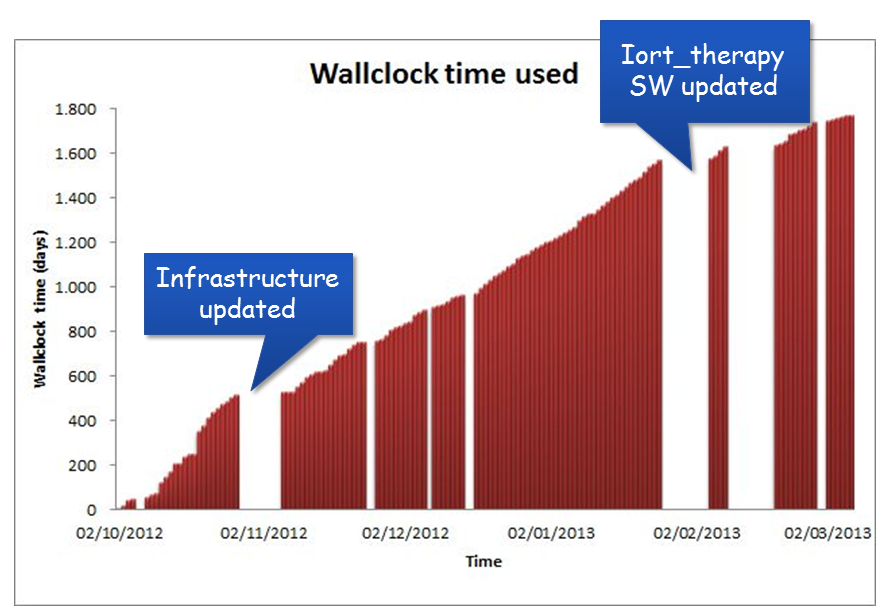 Wallclock time used
Iort_therapy
SW updated
Infrastructure
updated
Wallclock time (days)
1.800
1.600
1.400
1.200
1.000
800
600
400
200
0
02/10/2012
02/11/2012
02/12/2012
02/01/2013
02/02/2013
02/03/2013
Time